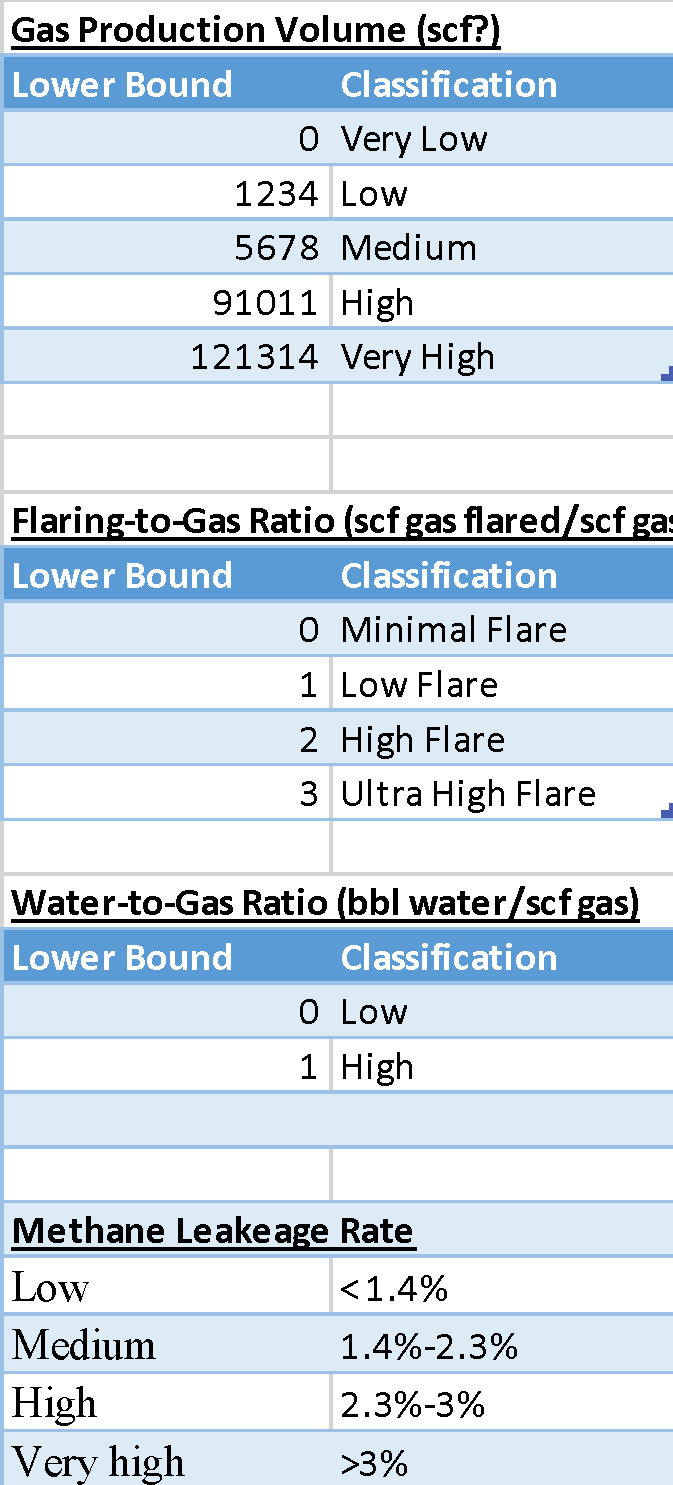 Gas Production Volume (scf?)
Lower Bound Classification
0 Very Low
1234 Low
5678 Medium
91011 High
121314 Very High
Flaring-to-Gas Ratio (scf gas flared/scf gas
Lower Bound Classification
0 Minimal Flare
1 Low Flare
2 High Flare
3 Ultra High Flare
Water-to-Gas Ratio (bbl water/scf gas)
Lower Bound Classification
0 Low
1 High
Methane Leakeage Rate
Low <1.4%
Medium 1.4%-2.3%
High 2.3%-3%
Very high >3%